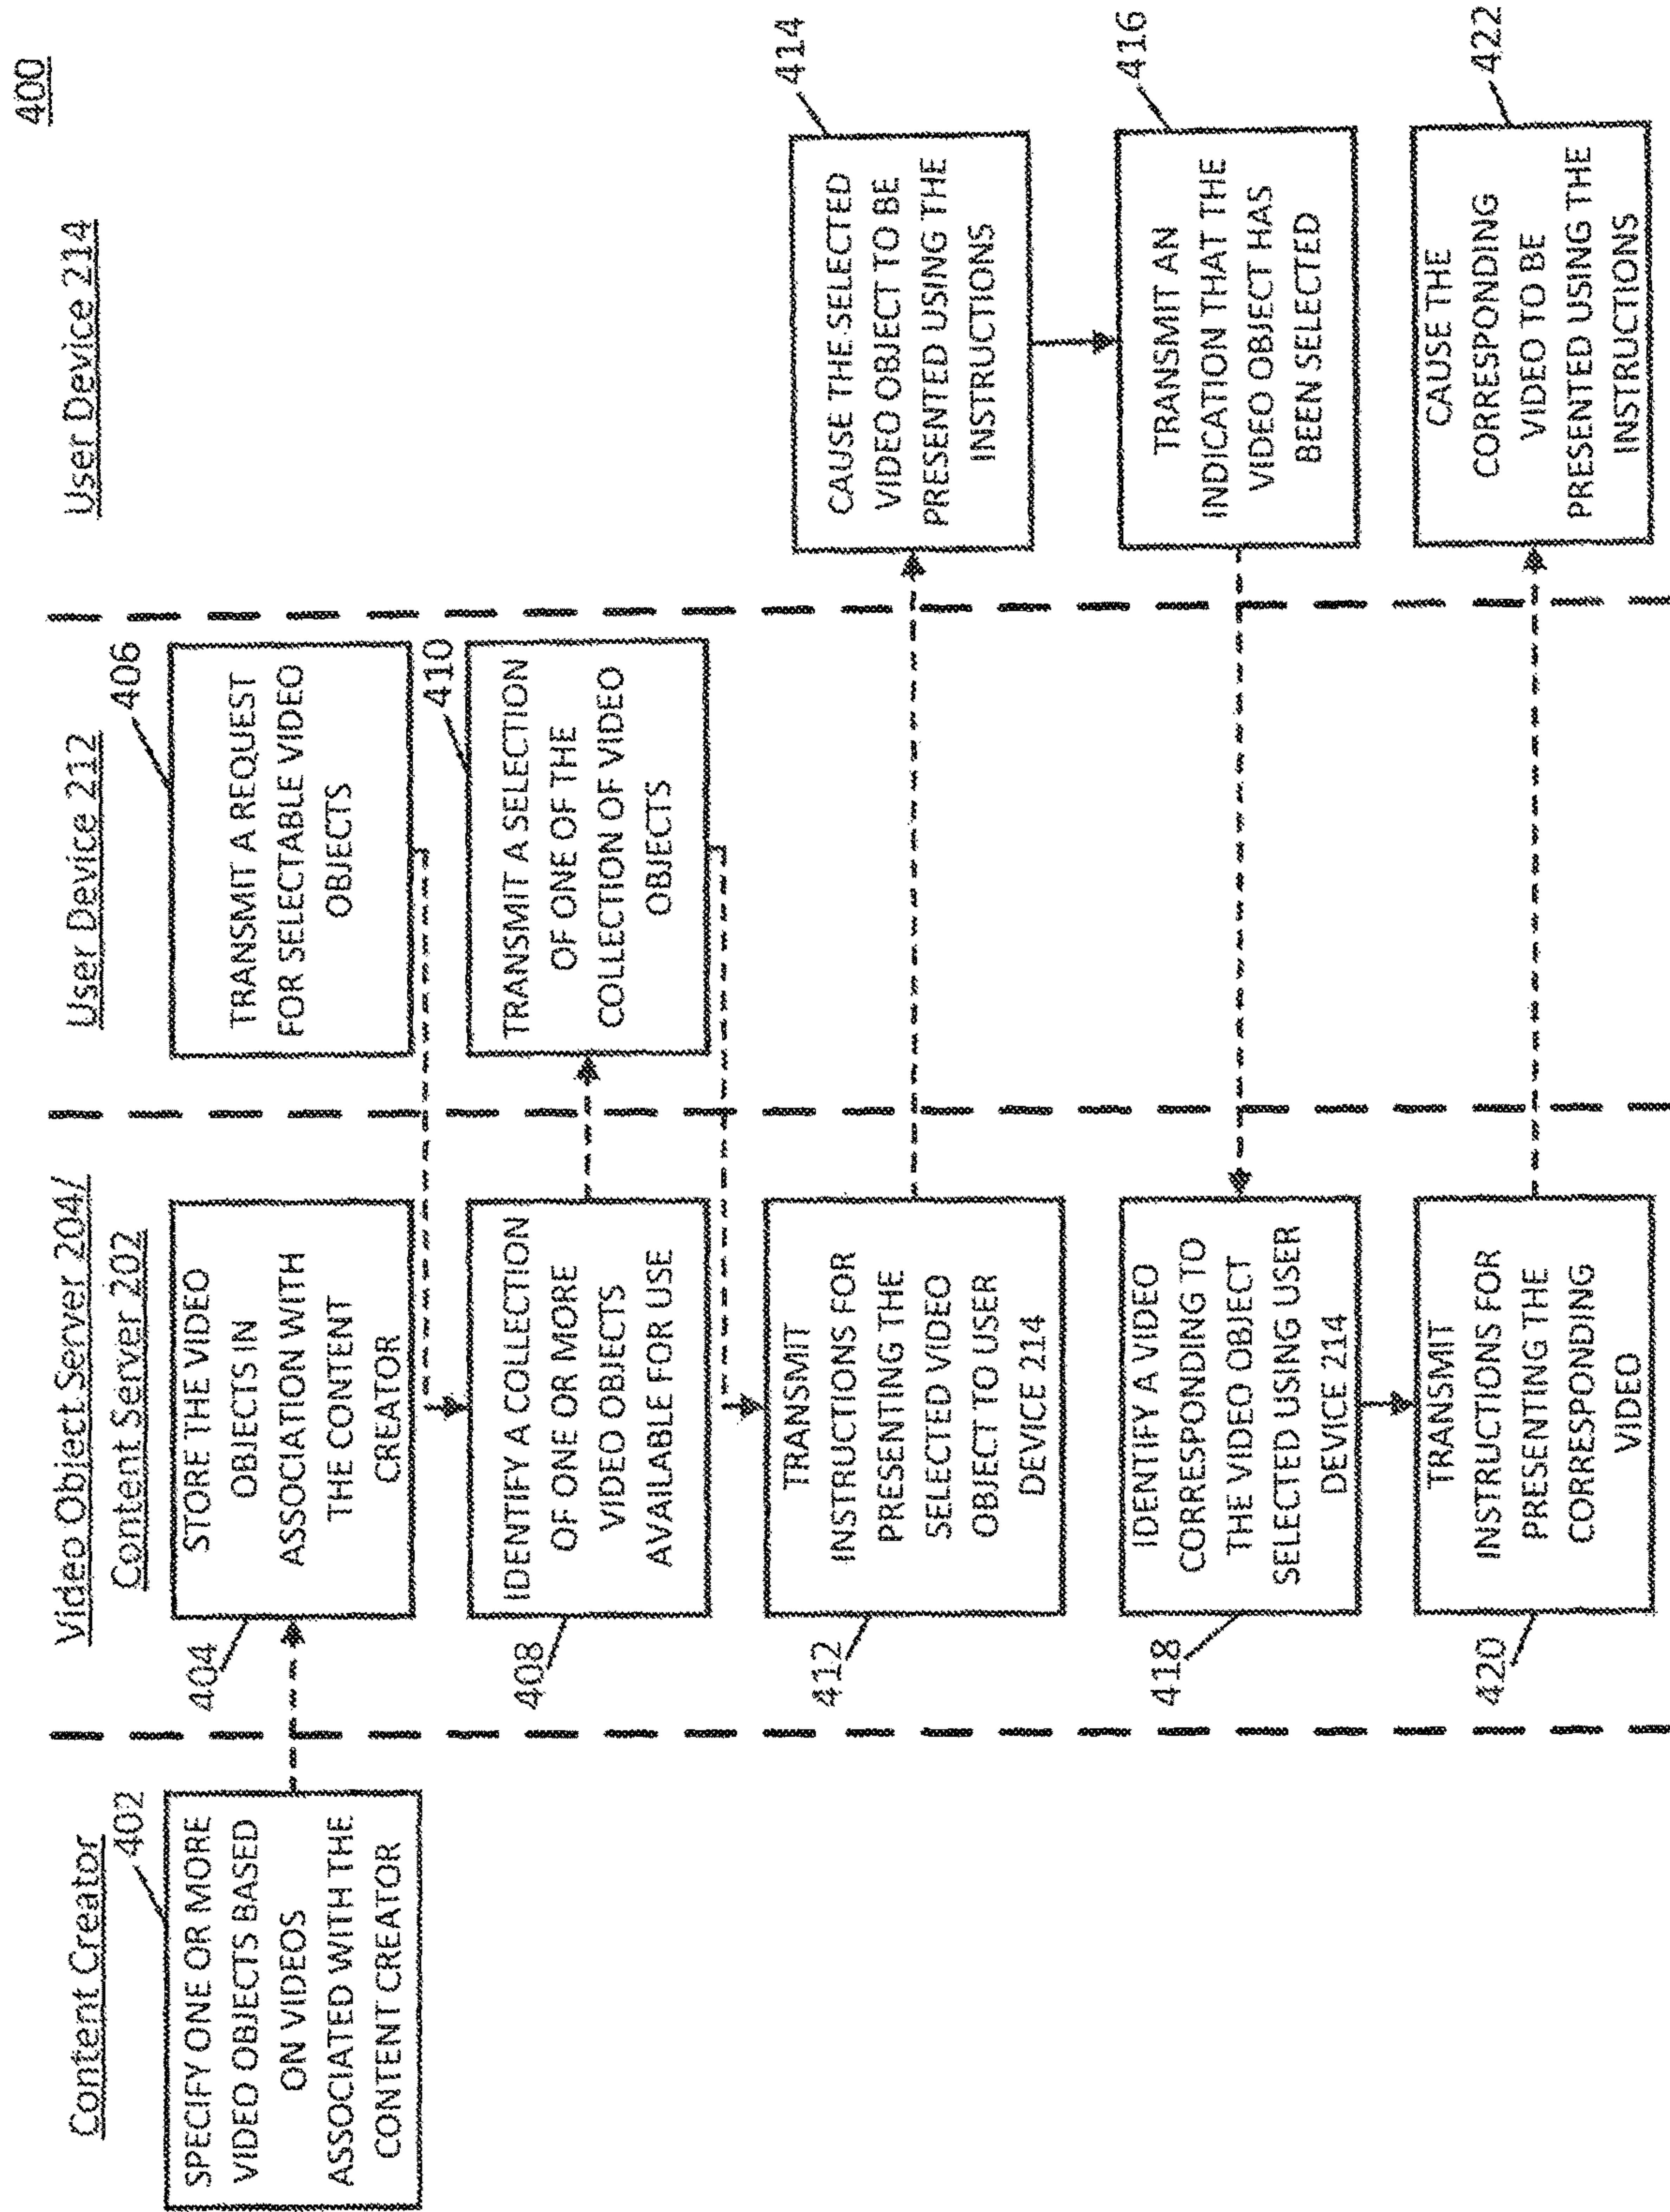 400
Content Creator
Video Object Server 204/
Content Server 202
User Device 212
User Device 214
402
SPECIFY ONE OR MORE
VIDEO OBJECTS BASED
ON VIDEOS
ASSOCIATED WITH THE
CONTENT CREATOR
404
STORE THE VIDEO
OBJECTS IN
ASSOCIATION WITH
THE CONTENT
CREATOR
406
TRANSMIT A REQUEST
FOR SELECTABLE VIDEO
OBJECTS
408
IDENTIFY A COLLECTION
OF ONE OR MORE
VIDEO OBJECTS
AVAILABLE FOR USE
410
TRANSMIT A SELECTION
OF ONE OF THE
COLLECTION OF VIDEO
OBJECTS
412
TRANSMIT
INSTRUCTIONS FOR
PRESENTING THE
SELECTED VIDEO
OBJECT TO USER
DEVICE 214
414
CAUSE THE SELECTED
VIDEO OBJECT TO BE
PRESENTED USING THE
INSTRUCTIONS
416
TRANSMIT AN
INDICATION THAT THE
VIDEO OBJECT HAS
BEEN SELECTED
418
IDENTIFY A VIDEO
CORRESPONDING TO
THE VIDEO OBJECT
SELECTED USING USER
DEVICE 214
420
TRANSMIT
INSTRUCTIONS FOR
PRESENTING THE
CORRESPONDING
VIDEO
422
CAUSE THE
CORRESPONDING
VIDEO TO BE
PRESENTED USING THE
INSTRUCTIONS